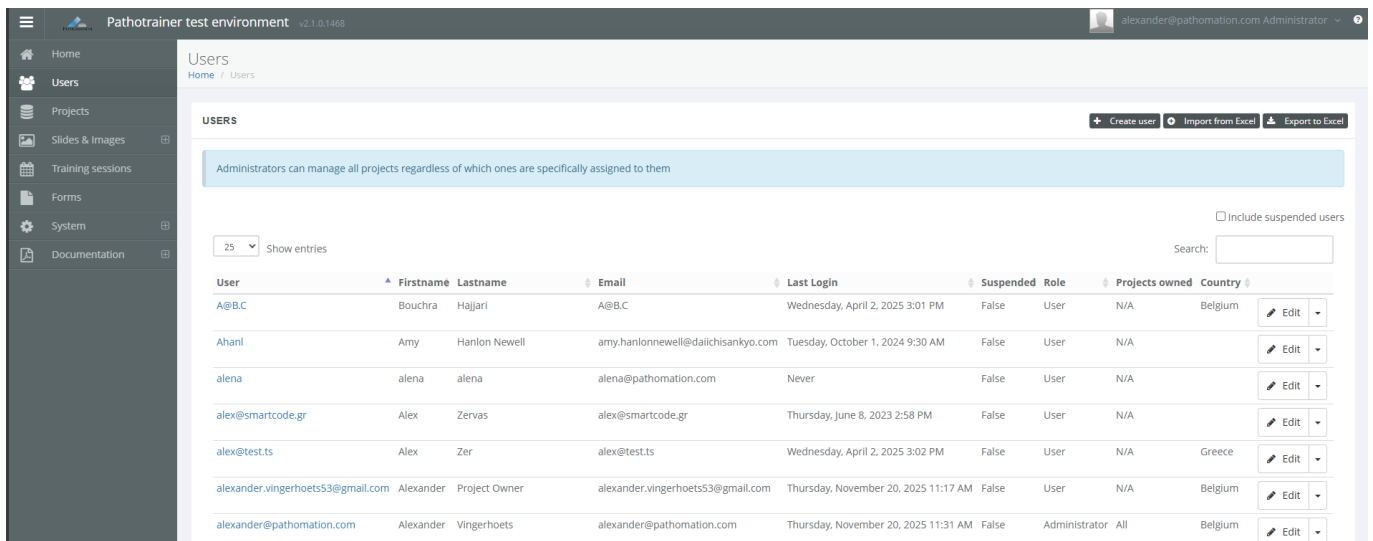 Pathotrainer test environment v2.1.0.1468 alexander@pathomation.com Administrator
Home
Users
Projects
Slides & Images
Training sessions
Forms
System
Documentation
Users
Home / Users
USERS
Create user Import from Excel Export to Excel
Administrators can manage all projects regardless of which ones are specifically assigned to them
Include suspended users
25 Show entries Search:
User Firstname Lastname Email Last Login Suspended Role Projects owned Country
A@B.C Bouchra Hajjari A@B.C Wednesday, April 2, 2025 3:01 PM False User N/A Belgium Edit
Ahanl Amy Hanlon Newell amy.hanlonnewell@daiichisankyo.com Tuesday, October 1, 2024 9:30 AM False User N/A Edit
alena alena alena alena@pathomation.com Never False User N/A Edit
alex@smartcode.gr Alex Zervas alex@smartcode.gr Thursday, June 8, 2023 2:58 PM False User N/A Edit
alex@test.ts Alex Zer alex@test.ts Wednesday, April 2, 2025 3:02 PM False User N/A Greece Edit
alexander.vingerhoets53@gmail.com Alexander Project Owner alexander.vingerhoets53@gmail.com Thursday, November 20, 2025 11:17 AM False User N/A Belgium Edit
alexander@pathomation.com Alexander Vingerhoets alexander@pathomation.com Thursday, November 20, 2025 11:31 AM False Administrator All Belgium Edit